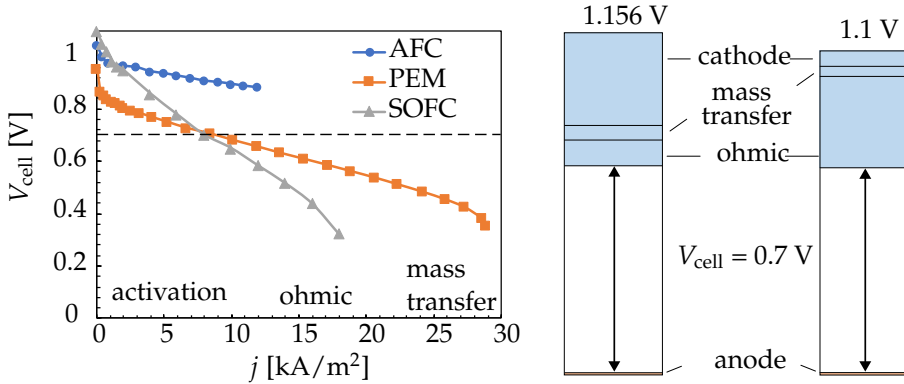 1
0.8
0.6
0.4
0.2
0
V_cell [V]
AFC
PEM
SOFC
activation
ohmic
mass
transfer
0
5
10
15
20
25
30
j [kA/m²]
1.156 V
1.1 V
cathode
mass
transfer
ohmic
V_cell = 0.7 V
anode